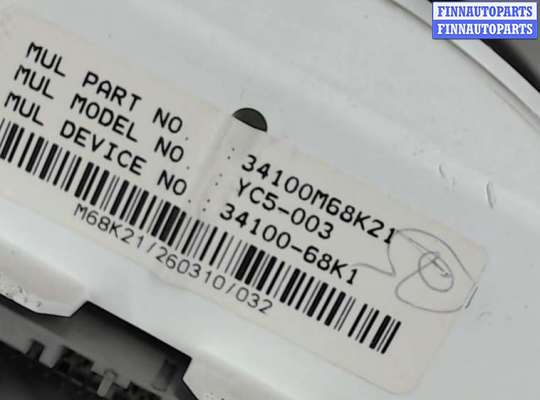 FINNAUTOPARTS
FINNAUTOPARTS
MUL PART NO. : 34100M68K21
MUL MODEL NO. : YC5-003
MUL DEVICE NO. : 34100-68K1
M68K21/260310/032